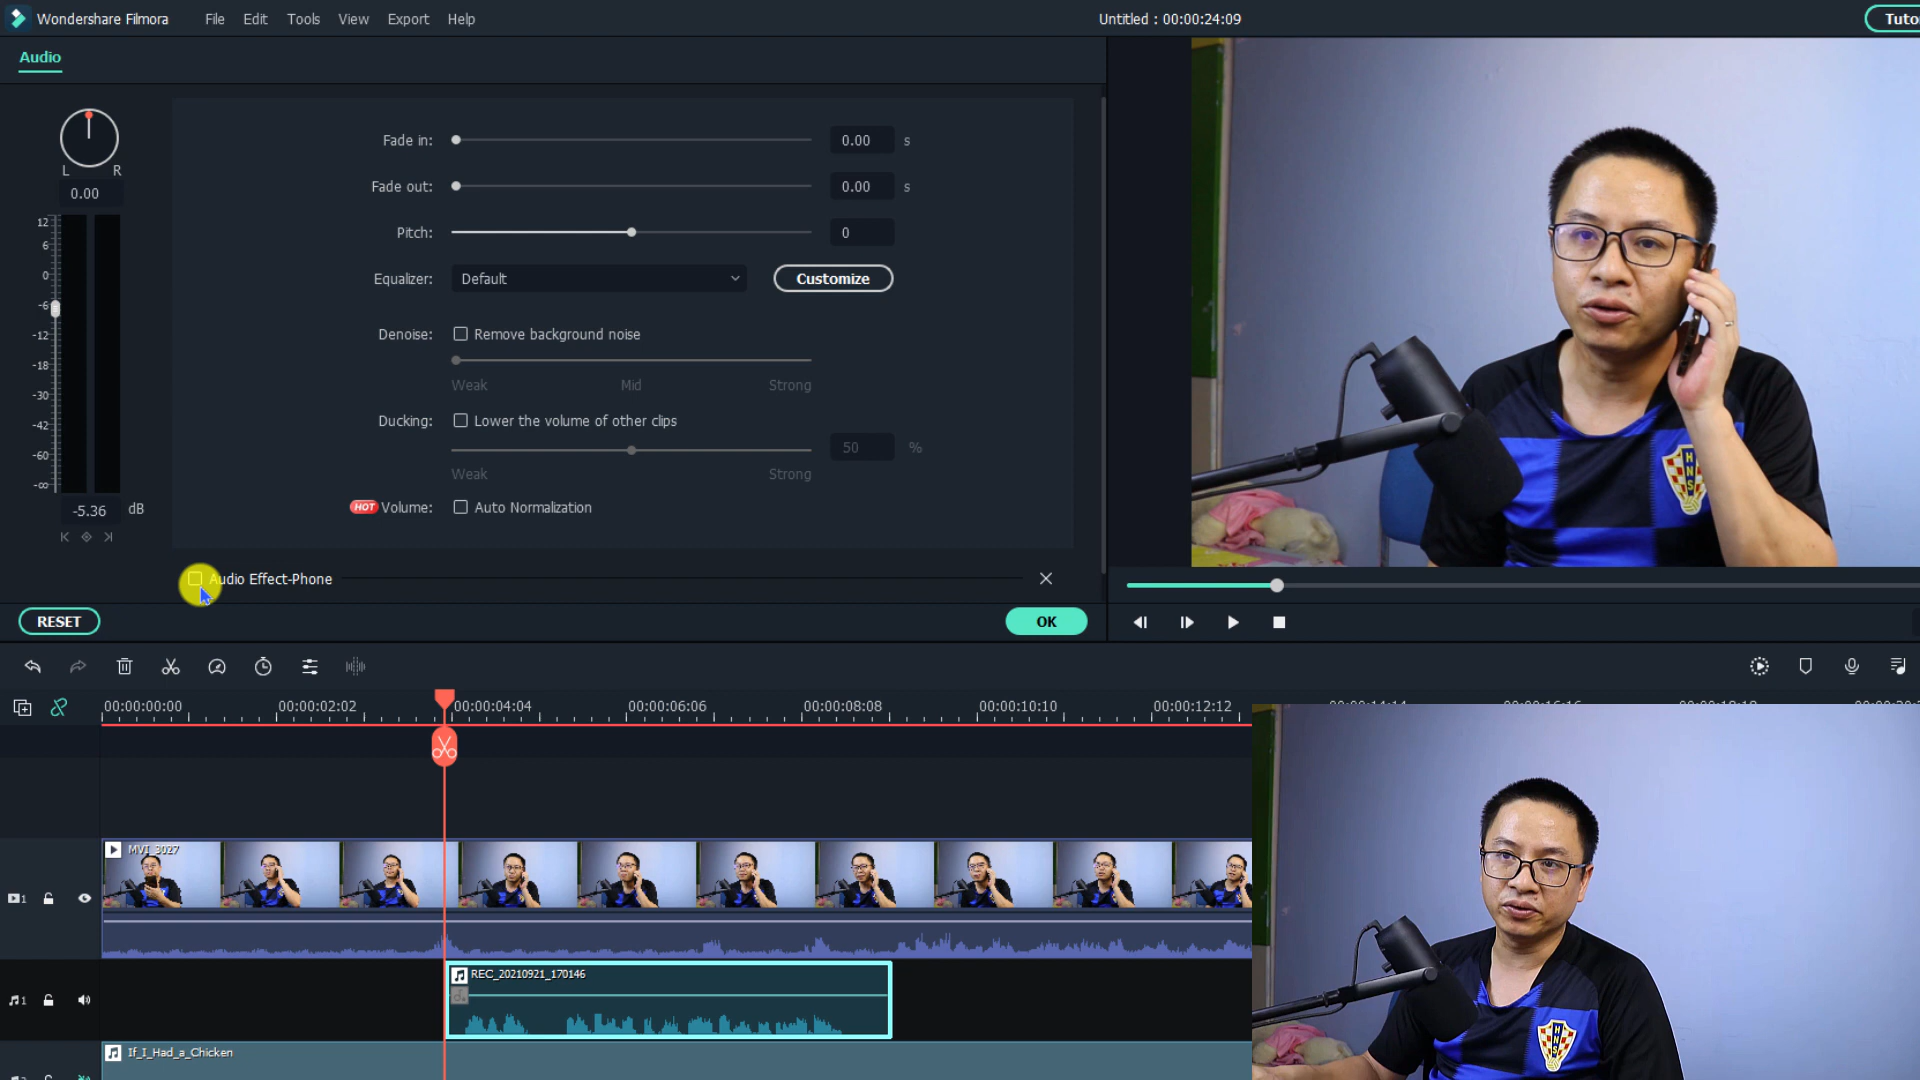 Wondershare Filmora File Edit Tools View Export Help Untitled : 00:00:24:09
Audio
L R
0.00
12
6
0
-6
-12
-18
-30
-42
-60
-∞
-5.36 dB
Fade in: 0.00 s
Fade out: 0.00 s
Pitch: 0
Equalizer: Default Customize
Denoise: Remove background noise
Weak Mid Strong
Ducking: Lower the volume of other clips
50 %
Weak Strong
HOT Volume: Auto Normalization
Audio Effect-Phone
RESET OK
00:00:00:00 00:00:02:02 00:00:04:04 00:00:06:06 00:00:08:08 00:00:10:10 00:00:12:12
MVI_3027
1
REC_20210921_170146
1
If_I_Had_a_Chicken
HNS
HNS